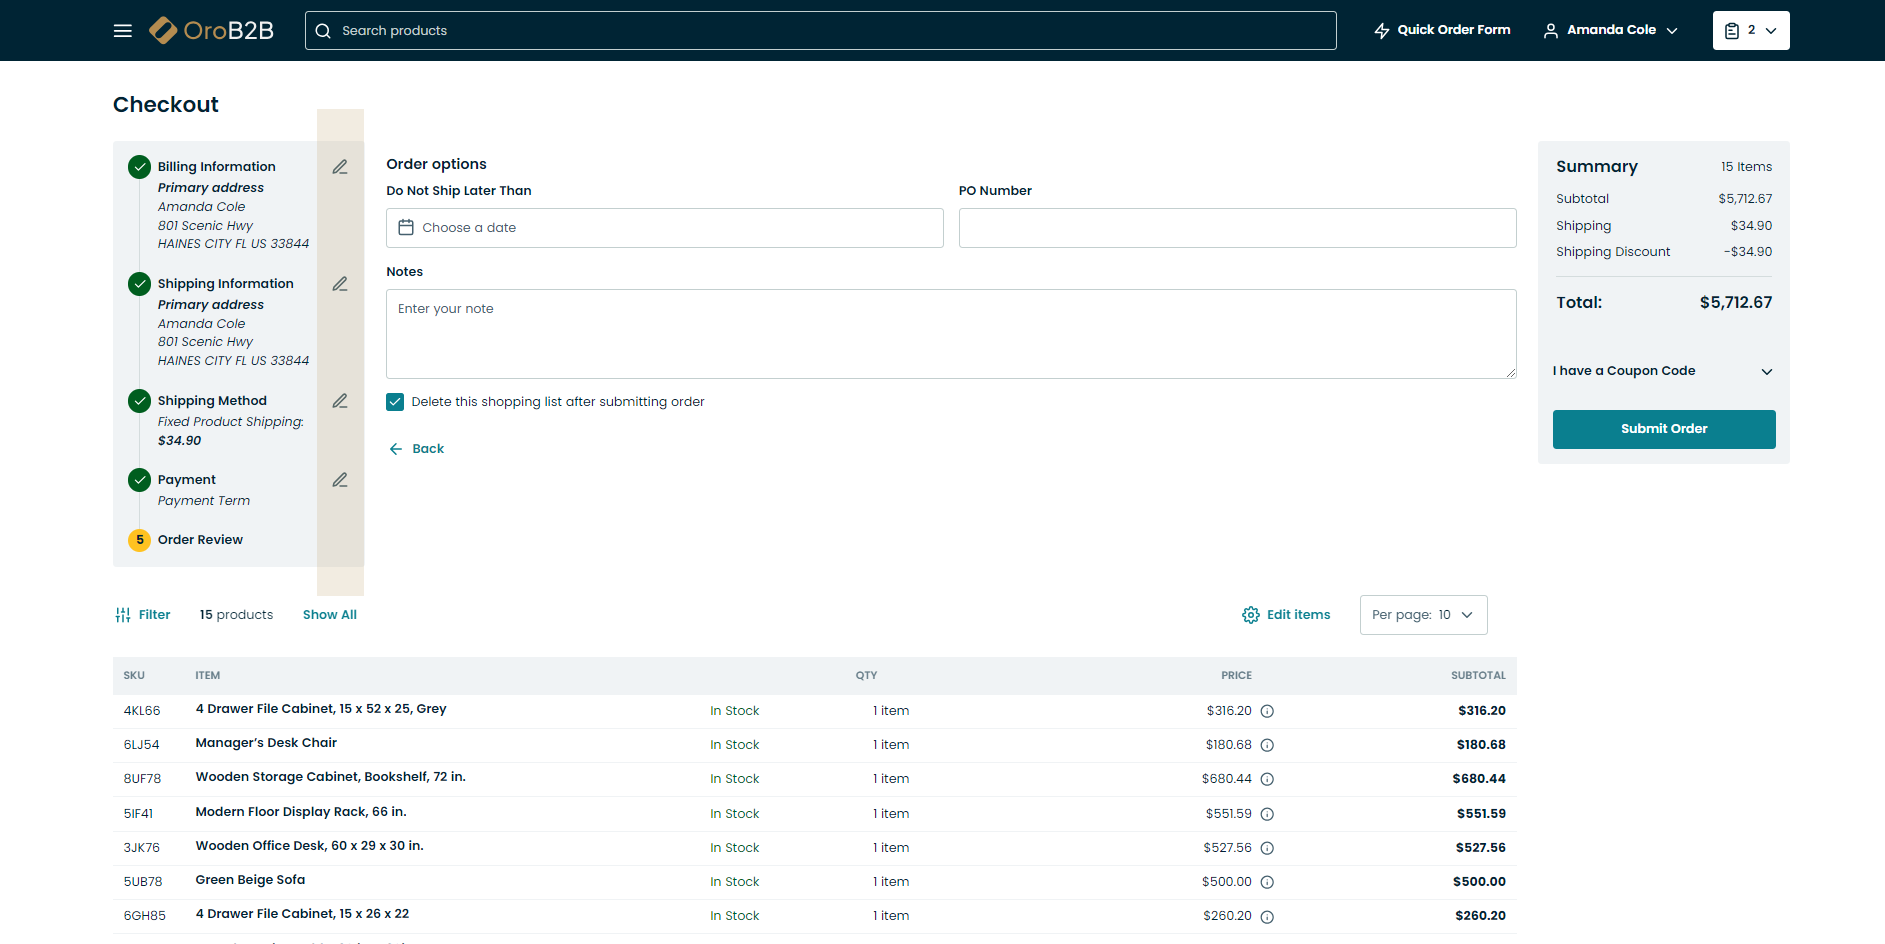 OroB2B
Search products
Quick Order Form
Amanda Cole
2
Checkout
Billing Information
Primary address
Amanda Cole
801 Scenic Hwy
HAINES CITY FL US 33844
Shipping Information
Primary address
Amanda Cole
801 Scenic Hwy
HAINES CITY FL US 33844
Shipping Method
Fixed Product Shipping:
$34.90
Payment
Payment Term
5 Order Review
Order options
Do Not Ship Later Than
PO Number
Choose a date
Notes
Enter your note
Delete this shopping list after submitting order
Back
Summary 15 Items
Subtotal $5,712.67
Shipping $34.90
Shipping Discount -$34.90
Total: $5,712.67
I have a Coupon Code
Submit Order
Filter 15 products Show All Edit items Per page: 10
SKU ITEM QTY PRICE SUBTOTAL
4KL66 4 Drawer File Cabinet, 15 x 52 x 25, Grey In Stock 1 item $316.20 $316.20
6LJ54 Manager’s Desk Chair In Stock 1 item $180.68 $180.68
8UF78 Wooden Storage Cabinet, Bookshelf, 72 in. In Stock 1 item $680.44 $680.44
5IF41 Modern Floor Display Rack, 66 in. In Stock 1 item $551.59 $551.59
3JK76 Wooden Office Desk, 60 x 29 x 30 in. In Stock 1 item $527.56 $527.56
5UB78 Green Beige Sofa In Stock 1 item $500.00 $500.00
6GH85 4 Drawer File Cabinet, 15 x 26 x 22 In Stock 1 item $260.20 $260.20